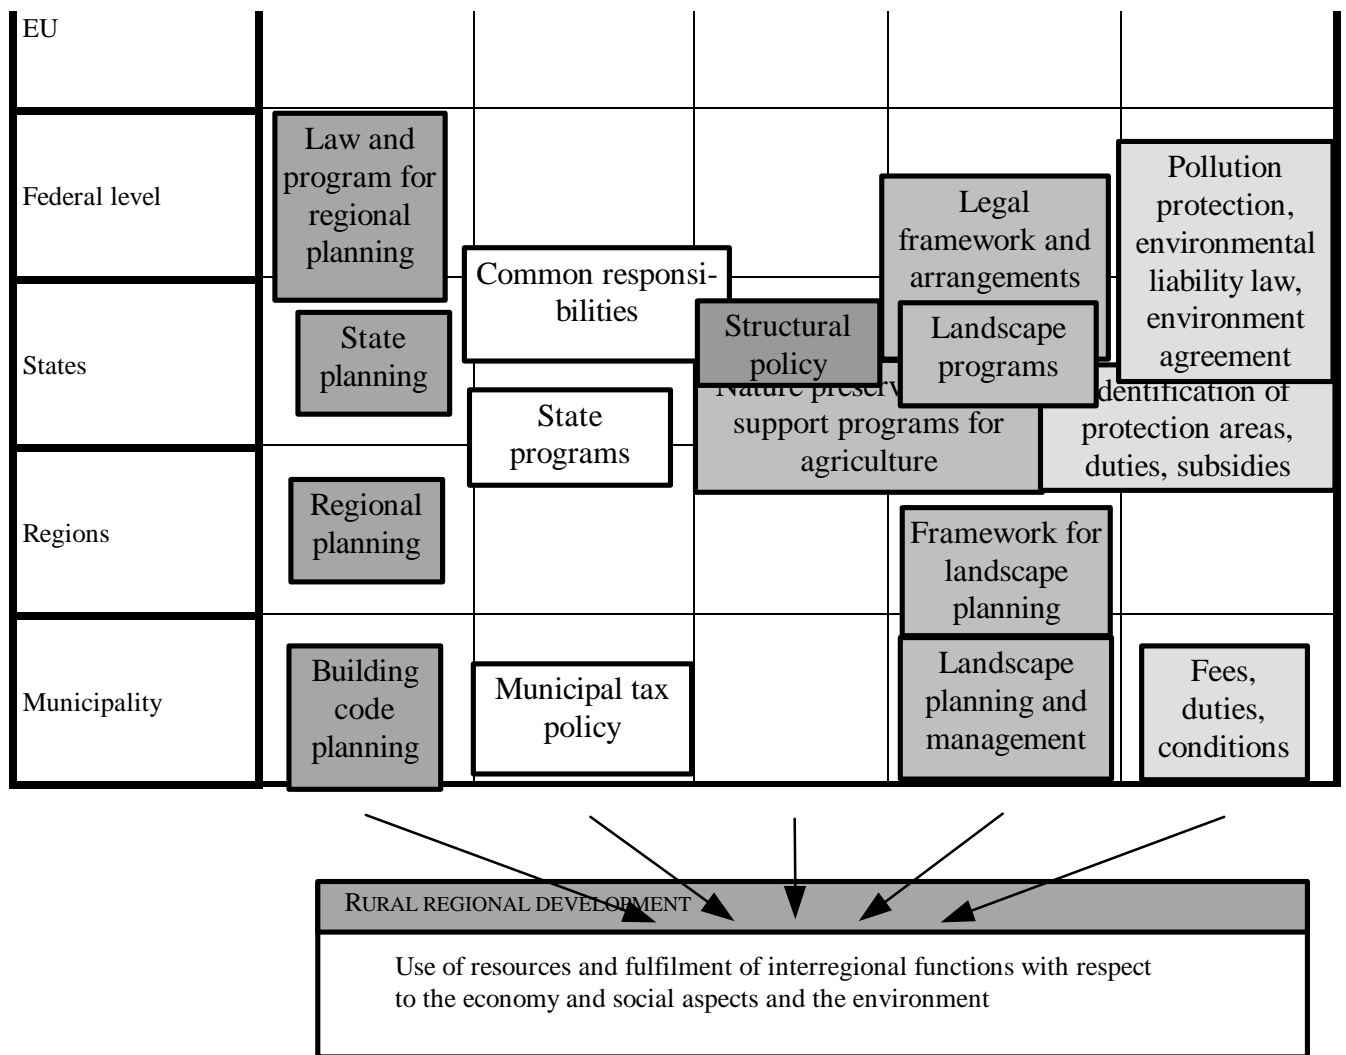 EU
Federal level
Law and
program for
regional
planning
Legal
framework and
arrangements
Pollution
protection,
environmental
liability law,
environment
agreement
States
State
planning
Common responsi-
bilities
Structural
policy
Landscape
programs
State
programs
Nature preser
support programs for
agriculture
dentification of
protection areas,
duties, subsidies
Regions
Regional
planning
Framework for
landscape
planning
Municipality
Building
code
planning
Municipal tax
policy
Landscape
planning and
management
Fees,
duties,
conditions
RURAL REGIONAL DEVELOPMENT
Use of resources and fulfilment of interregional functions with respect
to the economy and social aspects and the environment